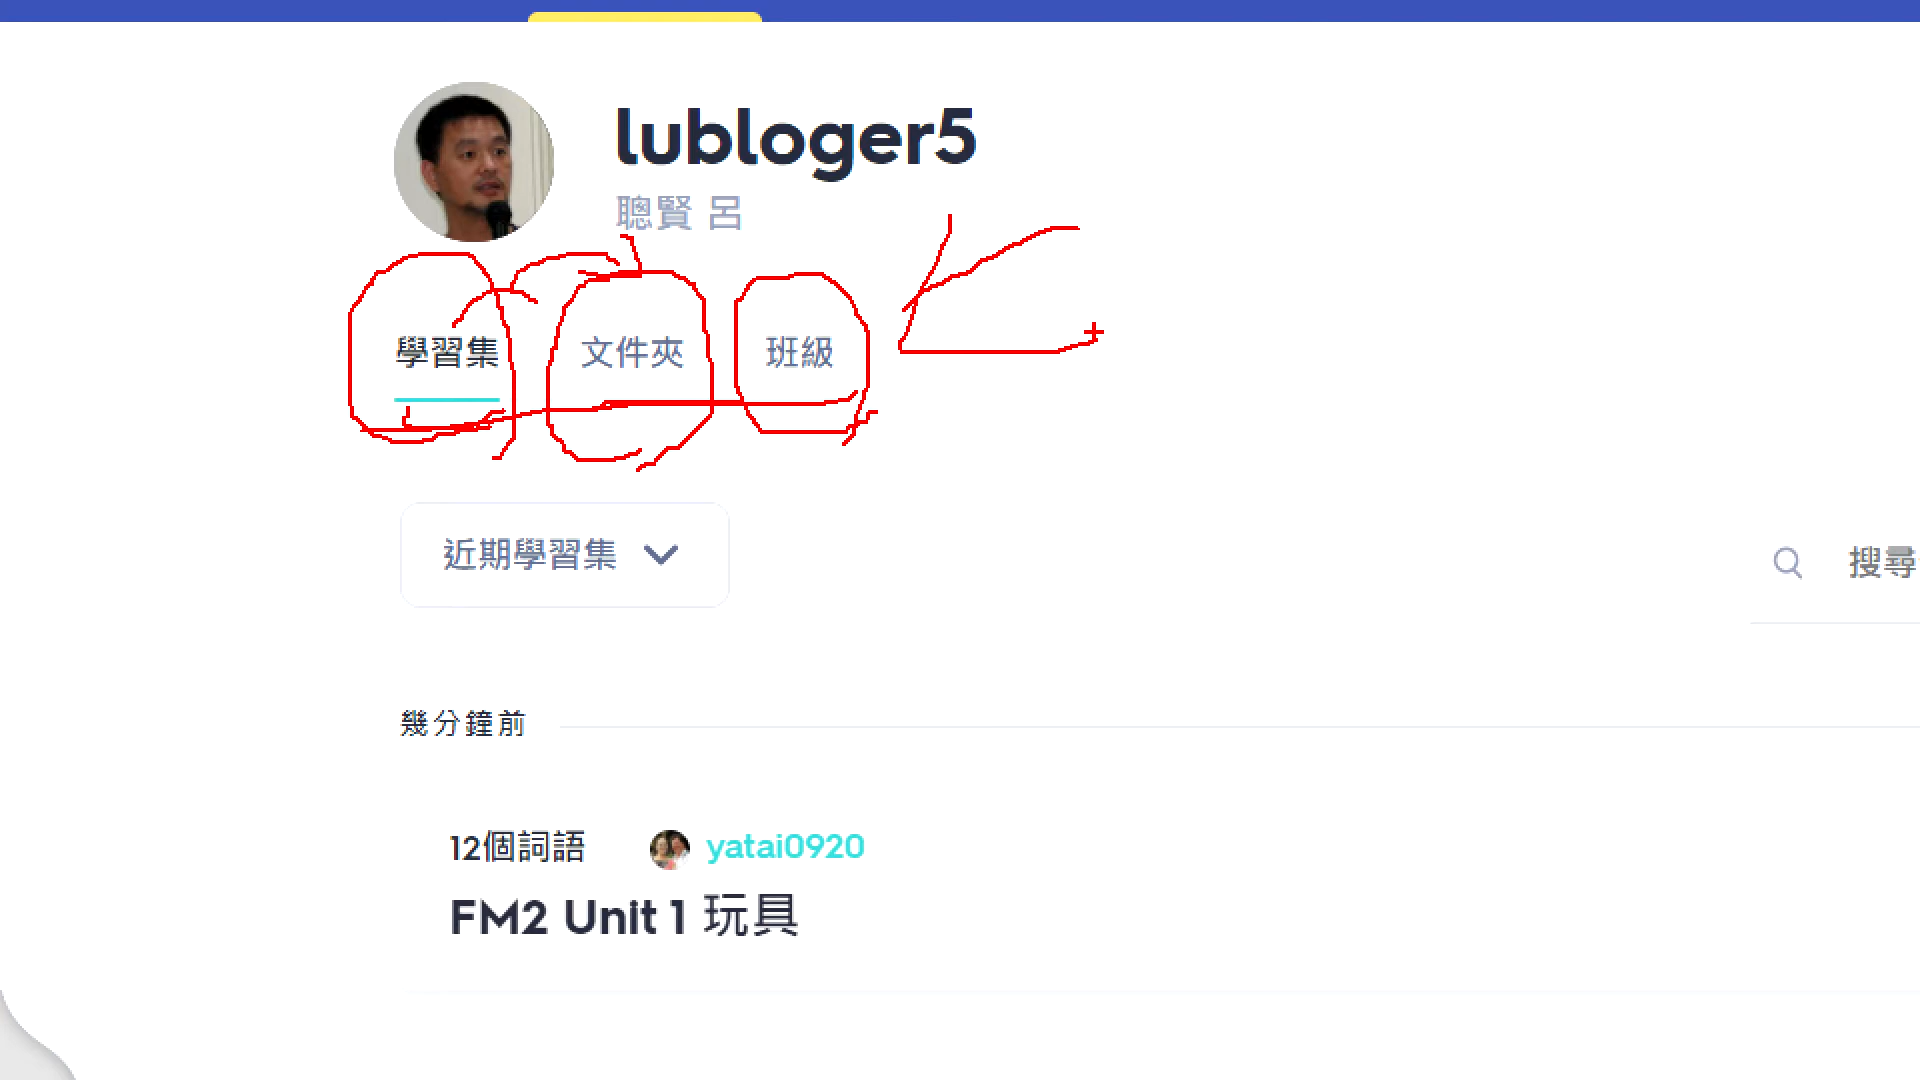 lubloger5
聰賢 呂
學習集 文件夾 班級
近期學習集
搜尋
幾分鐘前
12個詞語 yatai0920
FM2 Unit 1 玩具